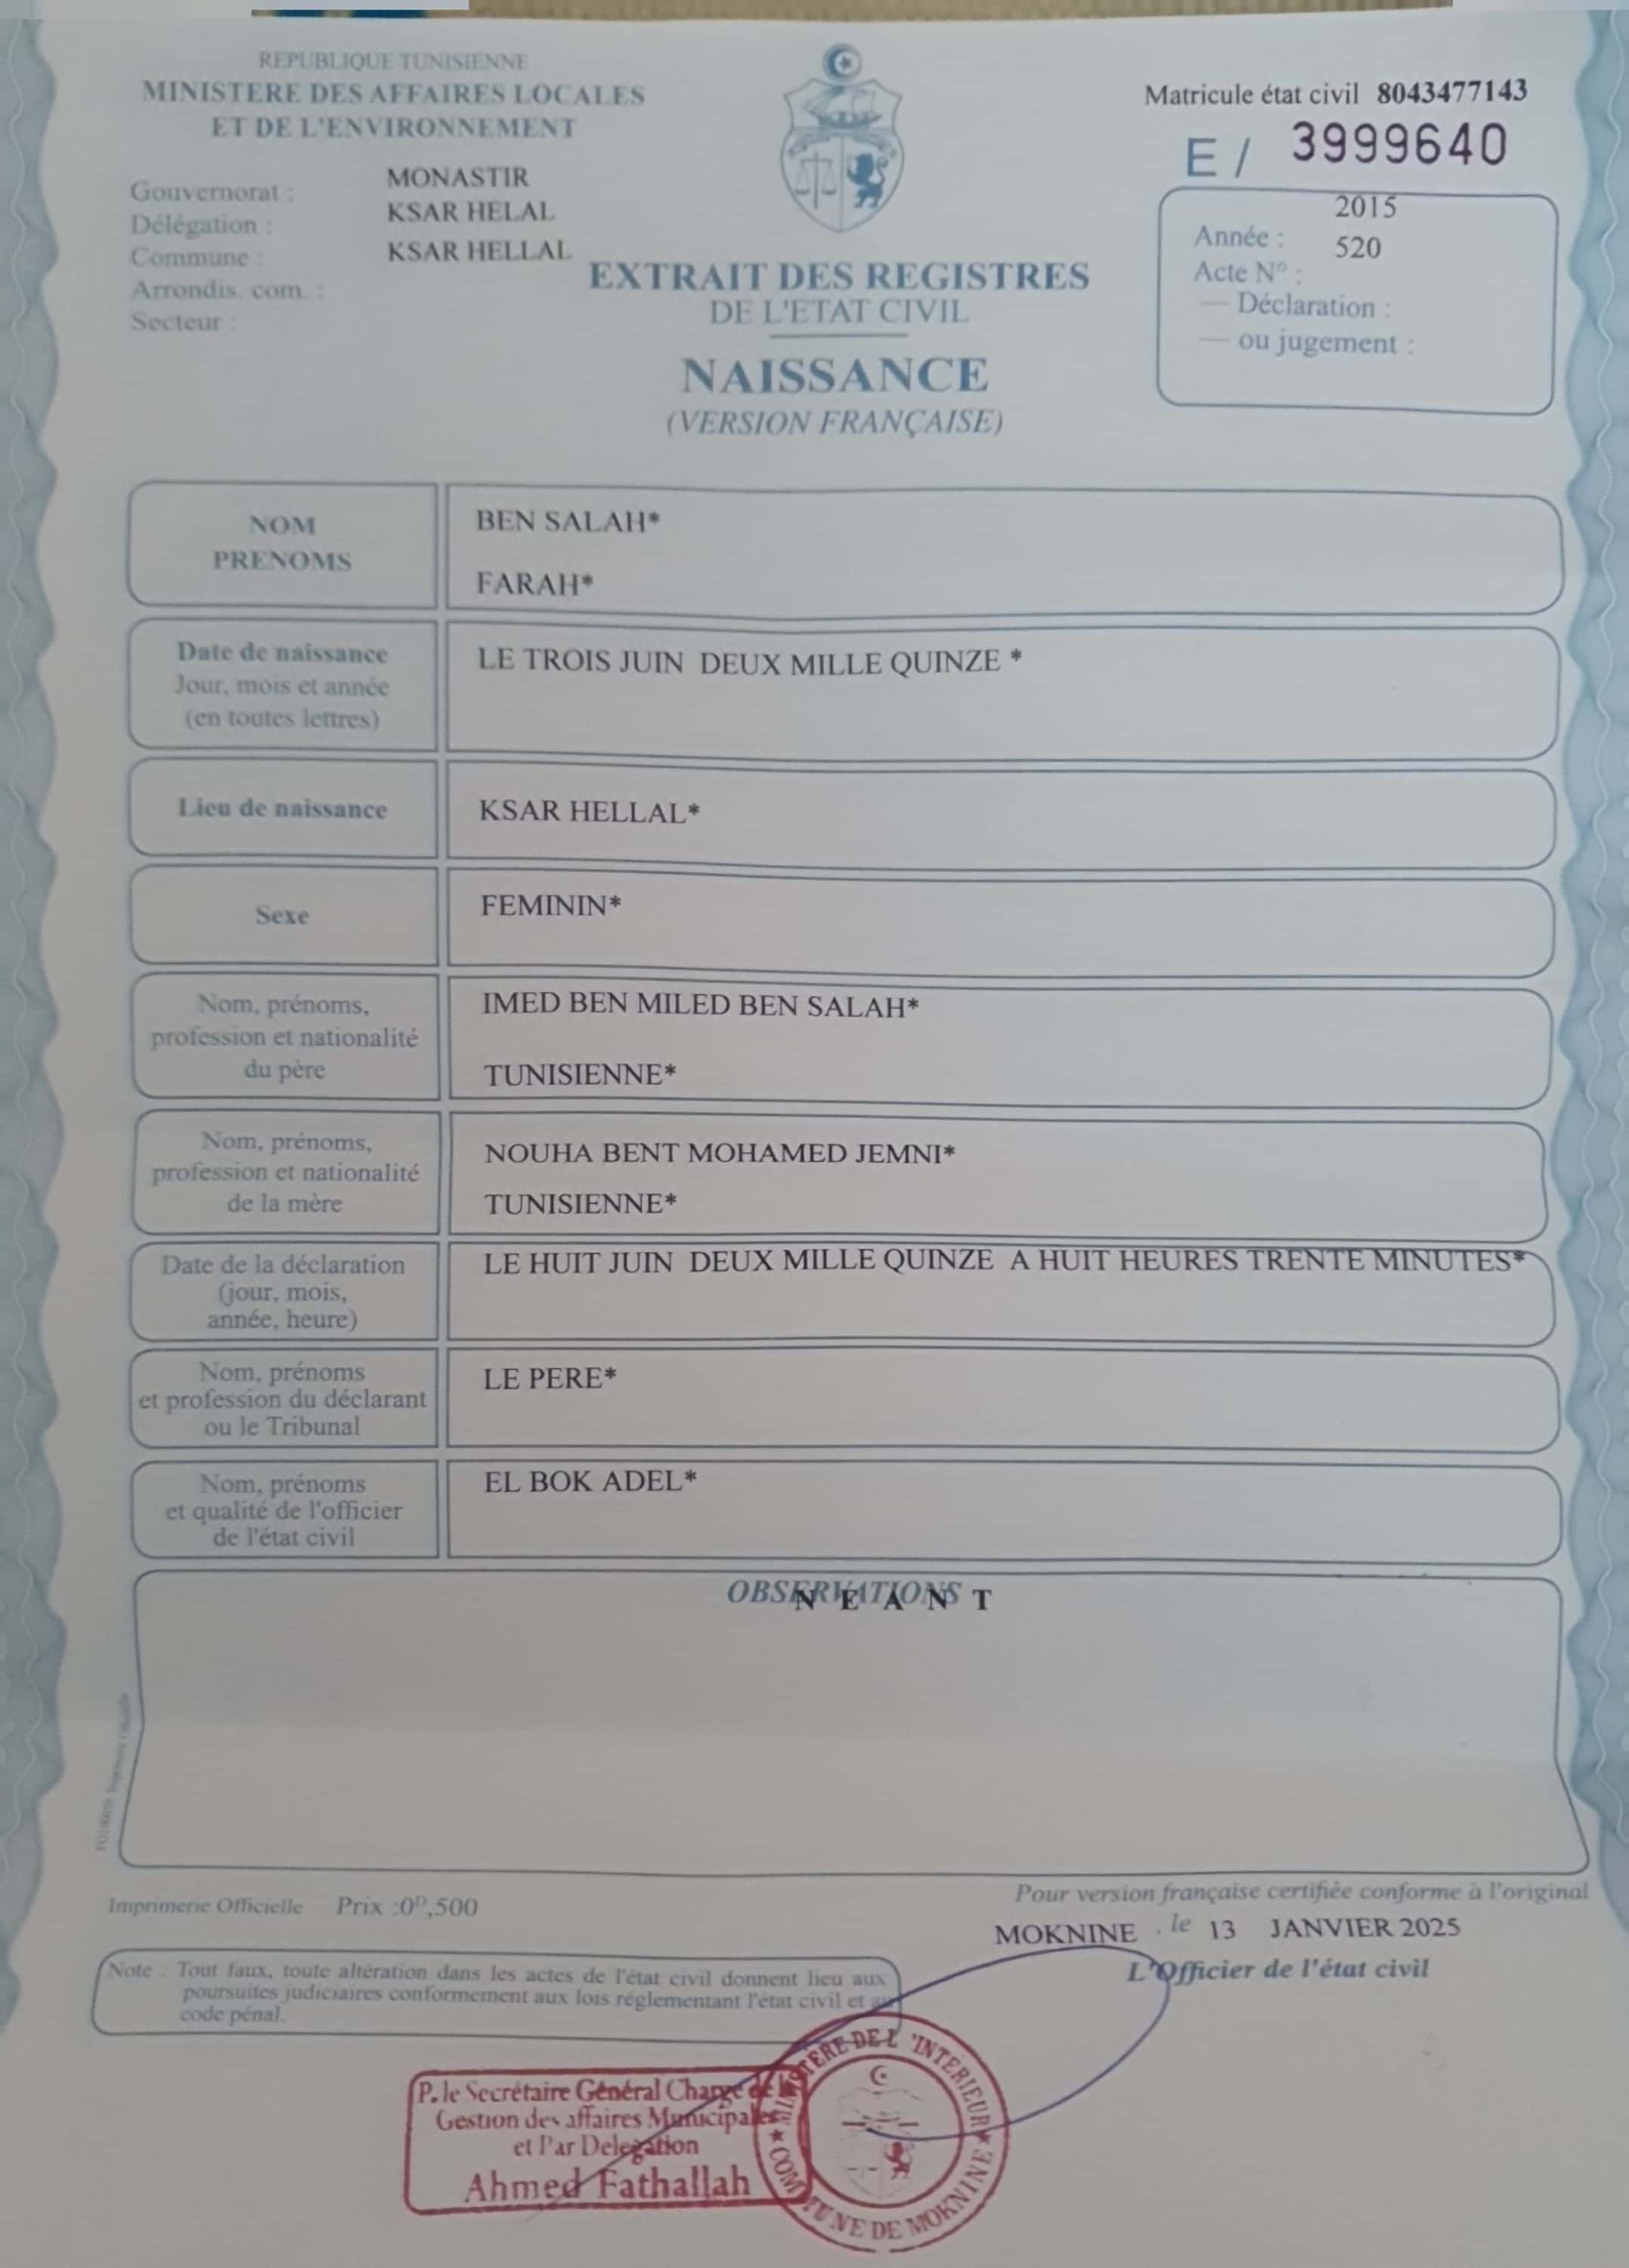 REPUBLIQUE TUNISIENNE
MINISTERE DES AFFAIRES LOCALES
ET DE L'ENVIRONNEMENT
Gouvernorat : MONASTIR
Délégation : KSAR HELAL
Commune : KSAR HELLAL
Arrondis. com. :
Secteur :
Matricule état civil 8043477143
E / 3999640
2015
Année :
520
Acte N° :
— Déclaration :
— ou jugement :
EXTRAIT DES REGISTRES
DE L'ETAT CIVIL
NAISSANCE
(VERSION FRANÇAISE)
NOM
PRENOMS
BEN SALAH*
FARAH*
Date de naissance
Jour, mois et année
(en toutes lettres)
LE TROIS JUIN DEUX MILLE QUINZE *
Lieu de naissance
KSAR HELLAL*
Sexe
FEMININ*
Nom, prénoms,
profession et nationalité
du père
IMED BEN MILED BEN SALAH*
TUNISIENNE*
Nom, prénoms,
profession et nationalité
de la mère
NOUHA BENT MOHAMED JEMNI*
TUNISIENNE*
Date de la déclaration
(jour, mois,
année, heure)
LE HUIT JUIN DEUX MILLE QUINZE A HUIT HEURES TRENTE MINUTES*
Nom, prénoms
et profession du déclarant
ou le Tribunal
LE PERE*
Nom, prénoms
et qualité de l'officier
de l'état civil
EL BOK ADEL*
OBSERVATIONS
N E A N T
Imprimerie Officielle Prix :0ᴰ,500
Pour version française certifiée conforme à l'original
MOKNINE . le 13 JANVIER 2025
L'Officier de l'état civil
Note : Tout faux, toute altération dans les actes de l'état civil donnent lieu aux
poursuites judiciaires conformement aux lois réglementant l'état civil et au
code pénal.
P. le Secrétaire Général Chargé de la
Gestion des affaires Municipales
et Par Delegation
Ahmed Fathallah
MINISTERE DE L'INTERIEUR
COMMUNE DE MOKNINE